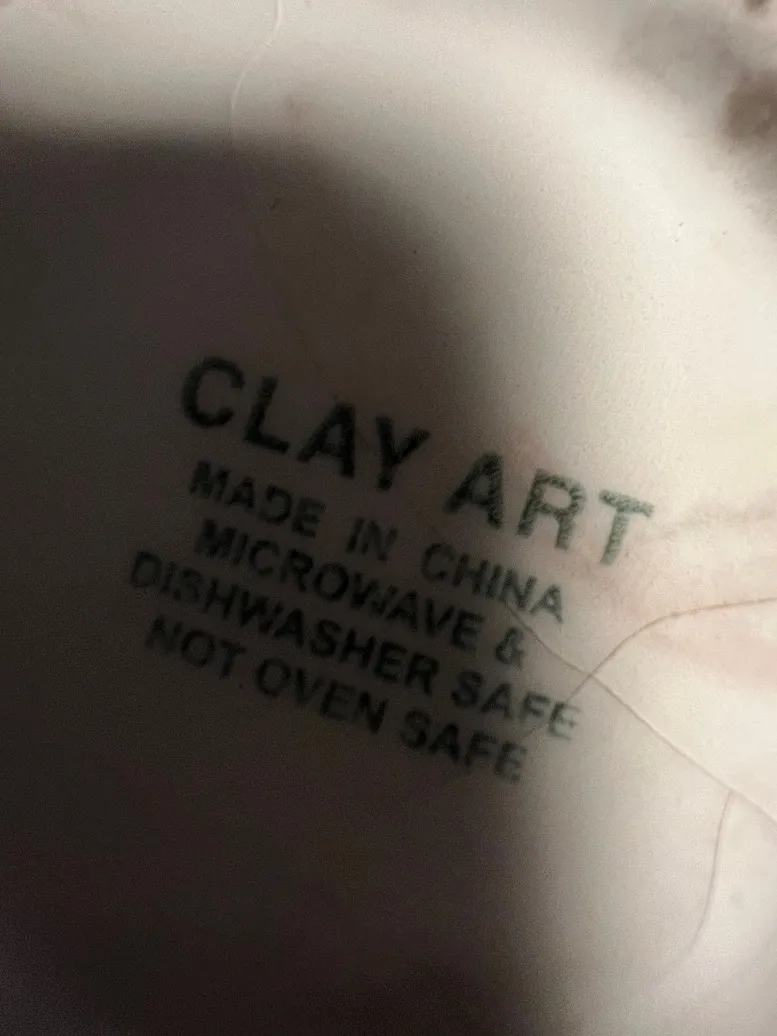 CLAY ART
MADE IN CHINA
MICROWAVE &
DISHWASHER SAFE
NOT OVEN SAFE